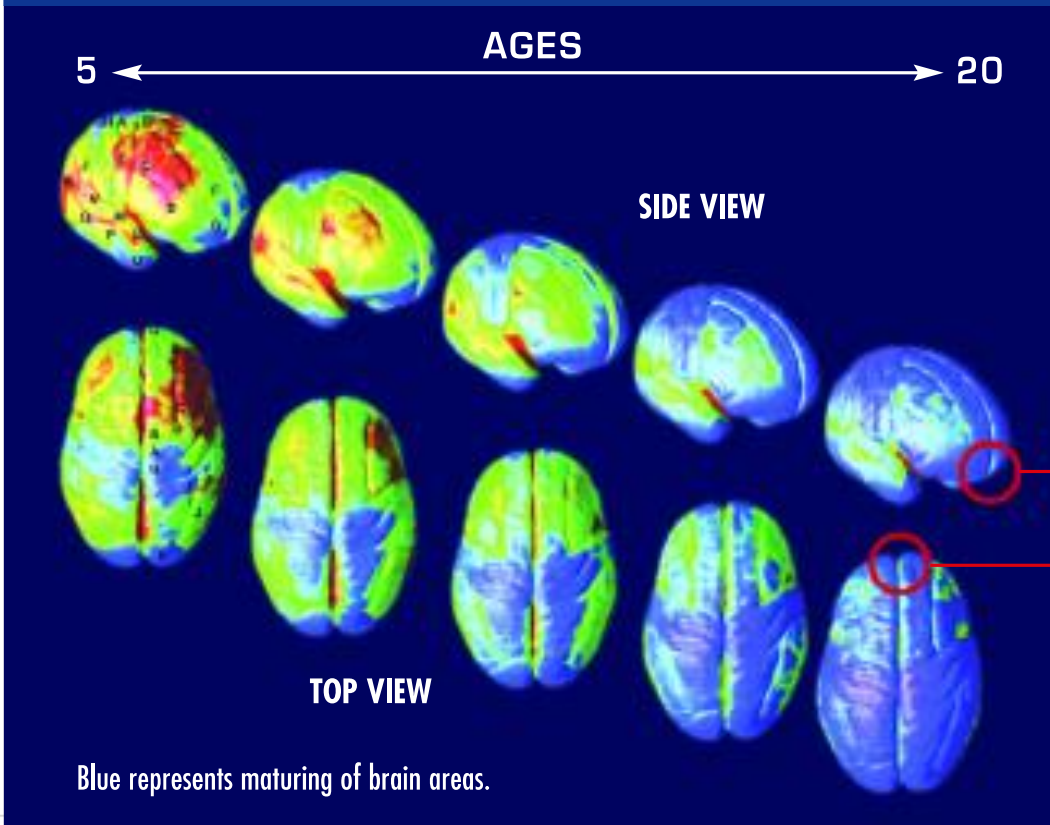 AGES
5 20
SIDE VIEW
TOP VIEW
Blue represents maturing of brain areas.